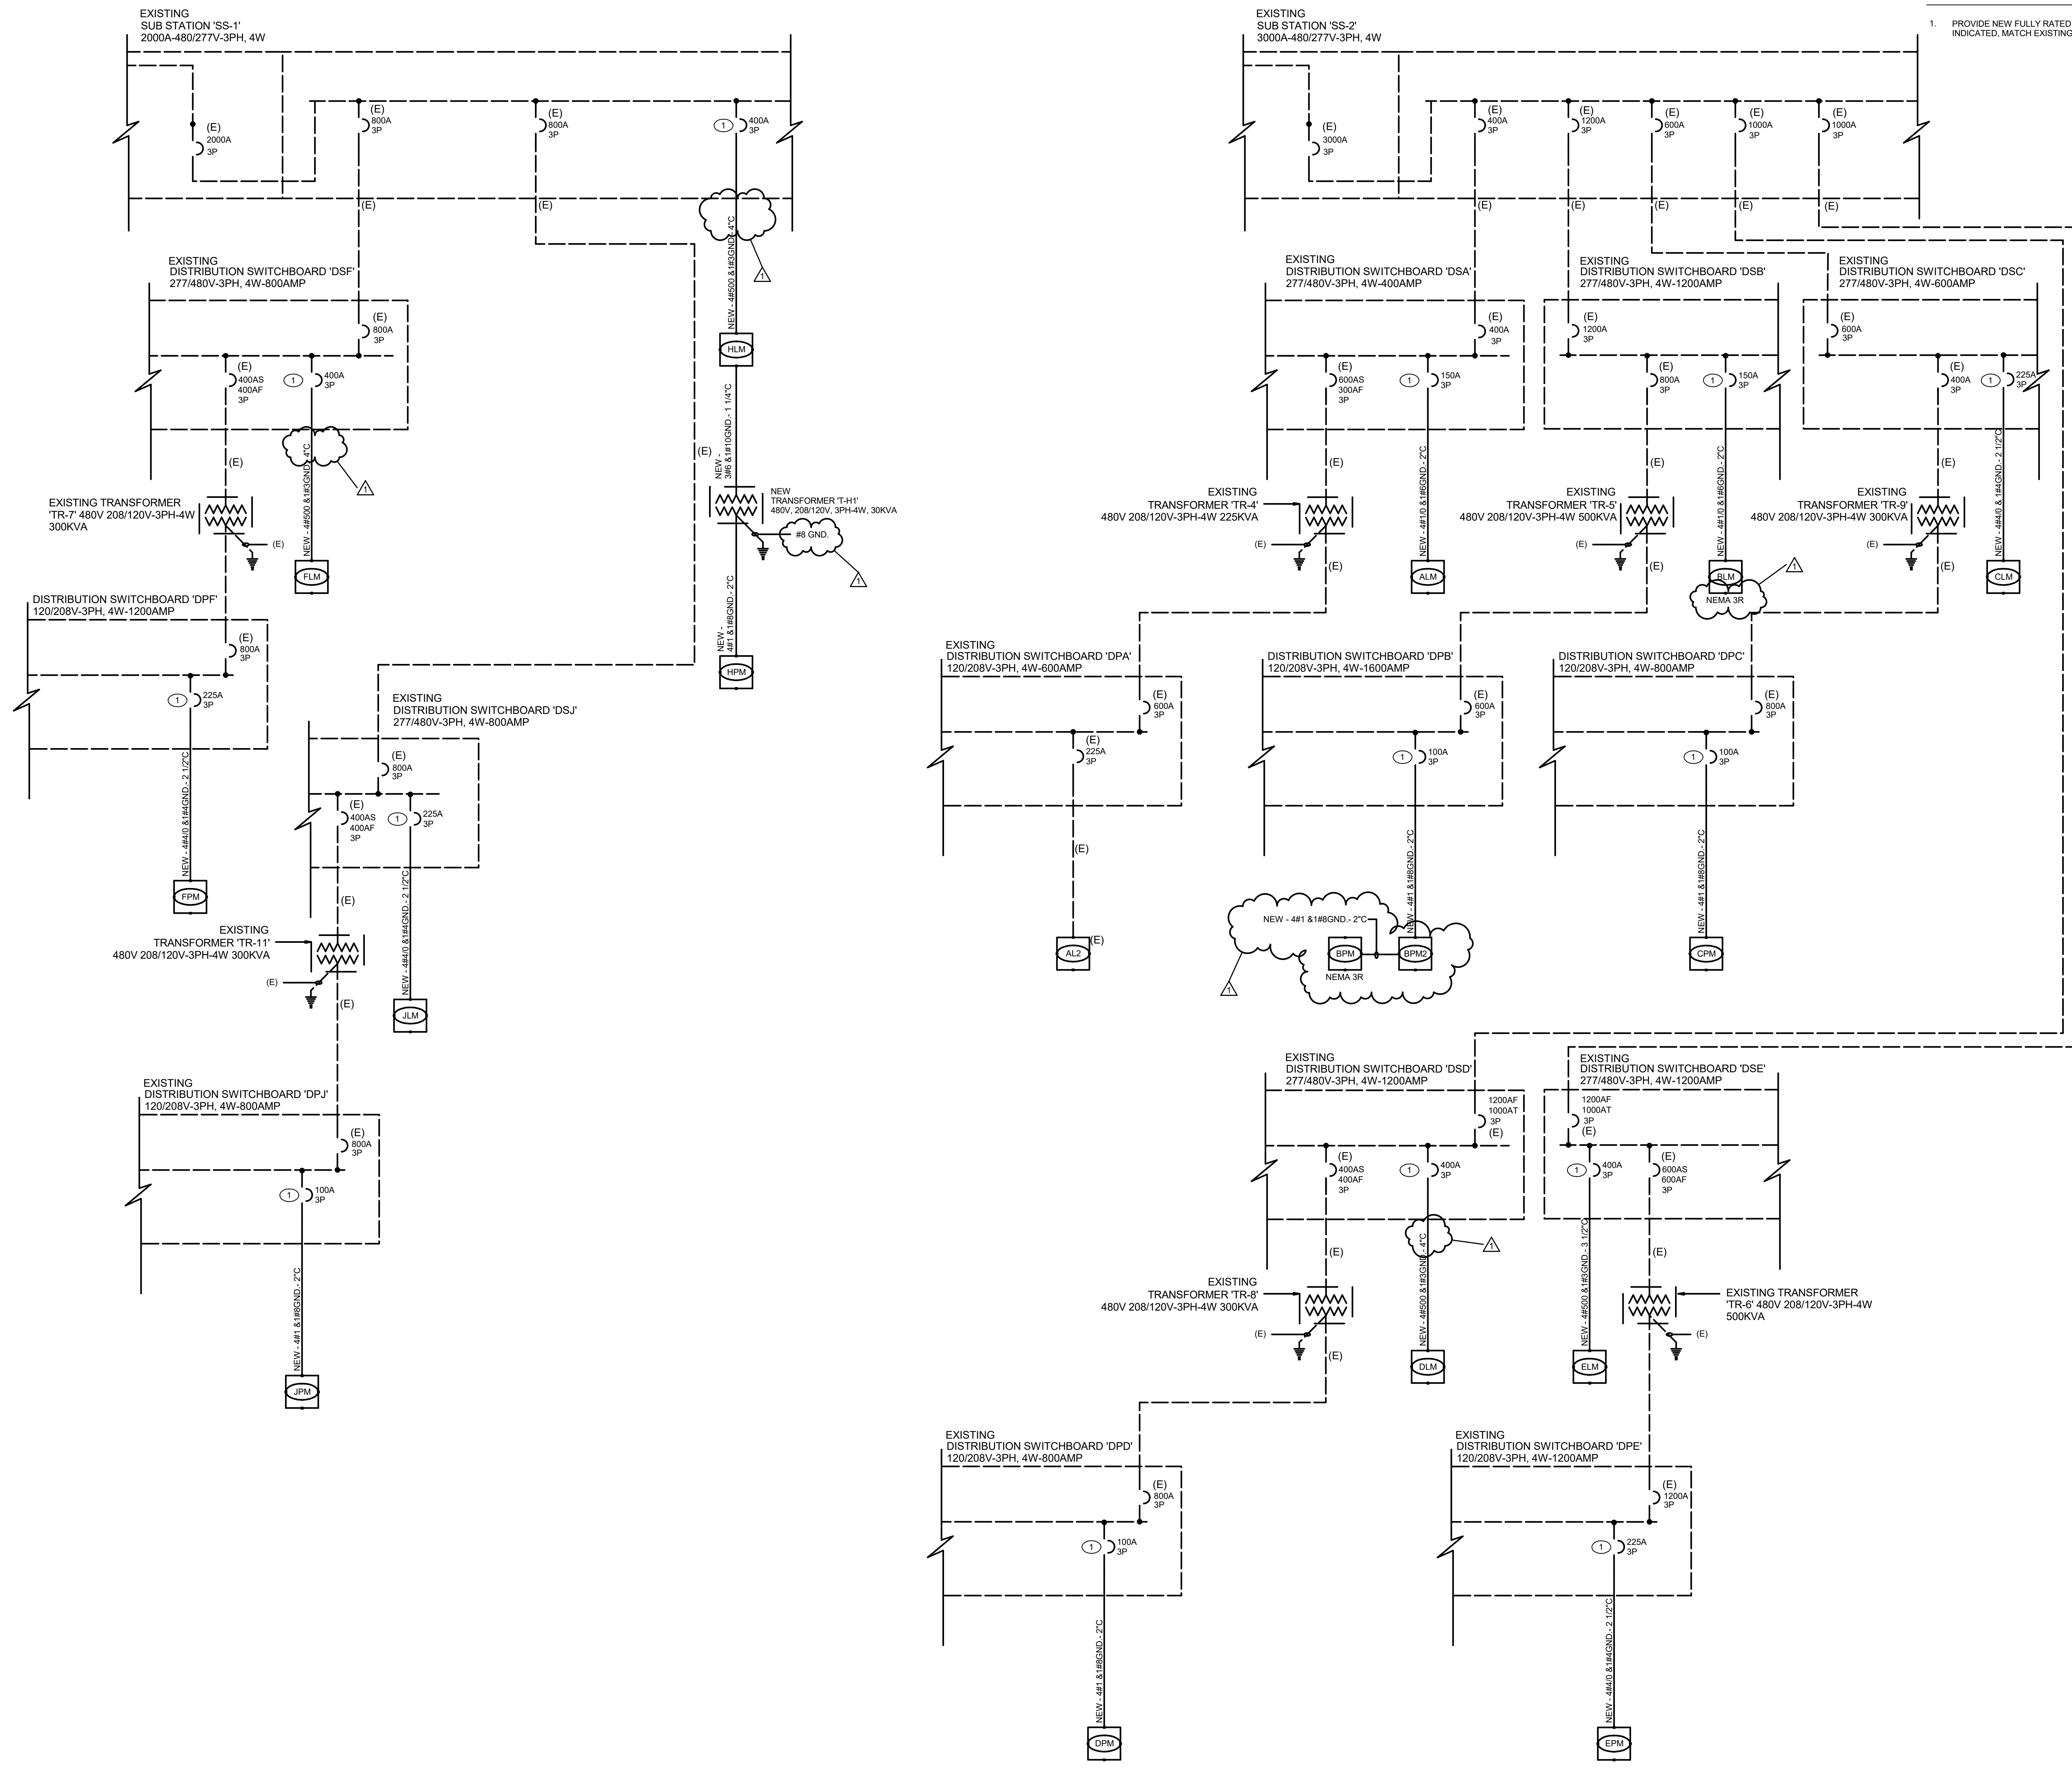 EXISTING
SUB STATION 'SS-1'
2000A-480/277V-3PH, 4W
(E)
2000A
3P
(E)
800A
3P
(E)
800A
3P
1
400A
3P
(E)
(E)
NEW - 4#500 &1#3GND.- 4"C
1
HLM
NEW -
3#6 &1#10GND.- 1 1/4"C
(E)
NEW
TRANSFORMER 'T-H1'
480V, 208/120V, 3PH-4W, 30KVA
#8 GND.
1
NEW -
4#1 &1#8GND.- 2"C
HPM
EXISTING
DISTRIBUTION SWITCHBOARD 'DSF'
277/480V-3PH, 4W-800AMP
(E)
800A
3P
(E)
400AS
400AF
3P
1
400A
3P
(E)
NEW - 4#500 &1#3GND.- 4"C
1
EXISTING TRANSFORMER
'TR-7' 480V 208/120V-3PH-4W
300KVA
(E)
FLM
DISTRIBUTION SWITCHBOARD 'DPF'
120/208V-3PH, 4W-1200AMP
(E)
800A
3P
1
225A
3P
NEW - 4#4/0 &1#4GND.- 2 1/2"C
FPM
EXISTING
DISTRIBUTION SWITCHBOARD 'DSJ'
277/480V-3PH, 4W-800AMP
(E)
800A
3P
(E)
400AS
400AF
3P
1
225A
3P
(E)
NEW - 4#4/0 &1#4GND.- 2 1/2"C
EXISTING
TRANSFORMER 'TR-11'
480V 208/120V-3PH-4W 300KVA
(E)
(E)
JLM
EXISTING
DISTRIBUTION SWITCHBOARD 'DPJ'
120/208V-3PH, 4W-800AMP
(E)
800A
3P
1
100A
3P
NEW - 4#1 &1#8GND.- 2"C
JPM
EXISTING
SUB STATION 'SS-2'
3000A-480/277V-3PH, 4W
1. PROVIDE NEW FULLY RATED
INDICATED, MATCH EXISTING
(E)
3000A
3P
(E)
400A
3P
(E)
1200A
3P
(E)
600A
3P
(E)
1000A
3P
(E)
1000A
3P
(E)
(E)
(E)
(E)
(E)
EXISTING
DISTRIBUTION SWITCHBOARD 'DSA'
277/480V-3PH, 4W-400AMP
(E)
400A
3P
(E)
600AS
300AF
3P
1
150A
3P
(E)
NEW - 4#1/0 &1#6GND.- 2"C
EXISTING
TRANSFORMER 'TR-4'
480V 208/120V-3PH-4W 225KVA
(E)
(E)
ALM
EXISTING
DISTRIBUTION SWITCHBOARD 'DSB'
277/480V-3PH, 4W-1200AMP
(E)
1200A
3P
(E)
800A
3P
1
150A
3P
(E)
NEW - 4#1/0 &1#6GND.- 2"C
EXISTING
TRANSFORMER 'TR-5'
480V 208/120V-3PH-4W 500KVA
(E)
(E)
BLM
NEMA 3R
1
EXISTING
DISTRIBUTION SWITCHBOARD 'DSC'
277/480V-3PH, 4W-600AMP
(E)
600A
3P
(E)
400A
3P
1
225A
3P
(E)
NEW - 4#4/0 & 1#4GND.- 2 1/2"C
EXISTING
TRANSFORMER 'TR-9'
480V 208/120V-3PH-4W 300KVA
(E)
(E)
CLM
EXISTING
DISTRIBUTION SWITCHBOARD 'DPA'
120/208V-3PH, 4W-600AMP
(E)
600A
3P
(E)
225A
3P
(E)
AL2
(E)
DISTRIBUTION SWITCHBOARD 'DPB'
120/208V-3PH, 4W-1600AMP
(E)
600A
3P
1
100A
3P
NEW - 4#1 &1#8GND.- 2"C
NEW - 4#1 &1#8GND.- 2"C
BPM
BPM2
NEMA 3R
1
DISTRIBUTION SWITCHBOARD 'DPC'
120/208V-3PH, 4W-800AMP
(E)
800A
3P
1
100A
3P
NEW - 4#1 &1#8GND.- 2"C
CPM
EXISTING
DISTRIBUTION SWITCHBOARD 'DSD'
277/480V-3PH, 4W-1200AMP
1200AF
1000AT
3P
(E)
(E)
400AS
400AF
3P
1
400A
3P
(E)
NEW - 4#500 &1#3GND.- 4"C
1
EXISTING
TRANSFORMER 'TR-8'
480V 208/120V-3PH-4W 300KVA
(E)
(E)
DLM
EXISTING
DISTRIBUTION SWITCHBOARD 'DSE'
277/480V-3PH, 4W-1200AMP
1200AF
1000AT
3P
(E)
1
400A
3P
(E)
600AS
600AF
3P
NEW - 4#500 &1#3GND.- 3 1/2"C
(E)
EXISTING TRANSFORMER
'TR-6' 480V 208/120V-3PH-4W
500KVA
(E)
ELM
EXISTING
DISTRIBUTION SWITCHBOARD 'DPD'
120/208V-3PH, 4W-800AMP
(E)
800A
3P
1
100A
3P
NEW - 4#1 &1#8GND.- 2"C
DPM
EXISTING
DISTRIBUTION SWITCHBOARD 'DPE'
120/208V-3PH, 4W-1200AMP
(E)
1200A
3P
1
225A
3P
NEW - 4#4/0 &1#4GND.- 2 1/2"C
EPM